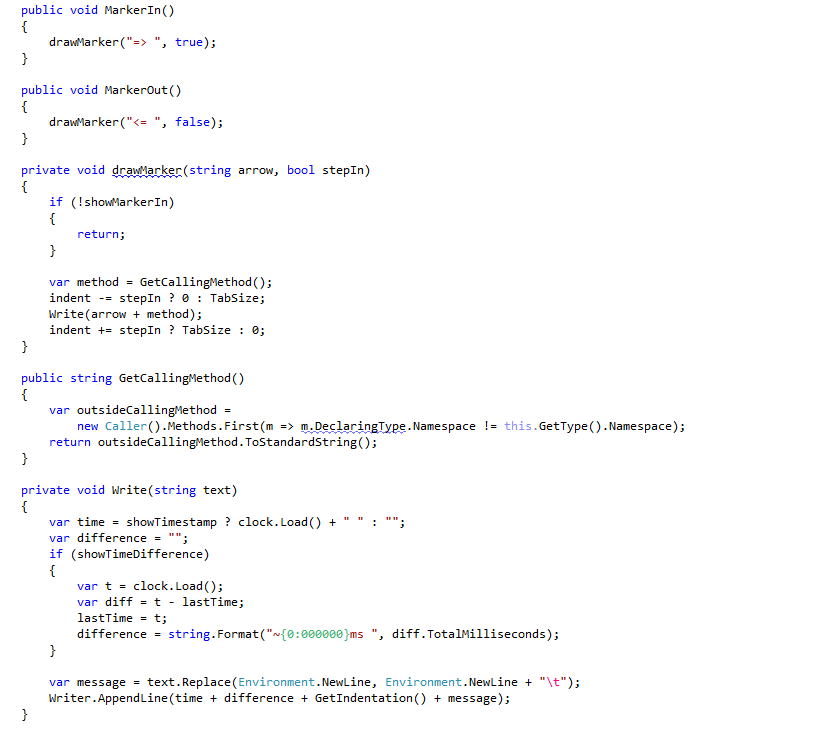 public void MarkerIn()
{
    drawMarker("=> ", true);
}

public void MarkerOut()
{
    drawMarker("<= ", false);
}

private void drawMarker(string arrow, bool stepIn)
{
    if (!showMarkerIn)
    {
        return;
    }

    var method = GetCallingMethod();
    indent -= stepIn ? 0 : TabSize;
    Write(arrow + method);
    indent += stepIn ? TabSize : 0;
}

public string GetCallingMethod()
{
    var outsideCallingMethod =
        new Caller().Methods.First(m => m.DeclaringType.Namespace != this.GetType().Namespace);
    return outsideCallingMethod.ToStandardString();
}

private void Write(string text)
{
    var time = showTimestamp ? clock.Load() + " " : "";
    var difference = "";
    if (showTimeDifference)
    {
        var t = clock.Load();
        var diff = t - lastTime;
        lastTime = t;
        difference = string.Format("~{0:000000}ms ", diff.TotalMilliseconds);
    }

    var message = text.Replace(Environment.NewLine, Environment.NewLine + "\t");
    Writer.AppendLine(time + difference + GetIndentation() + message);
}